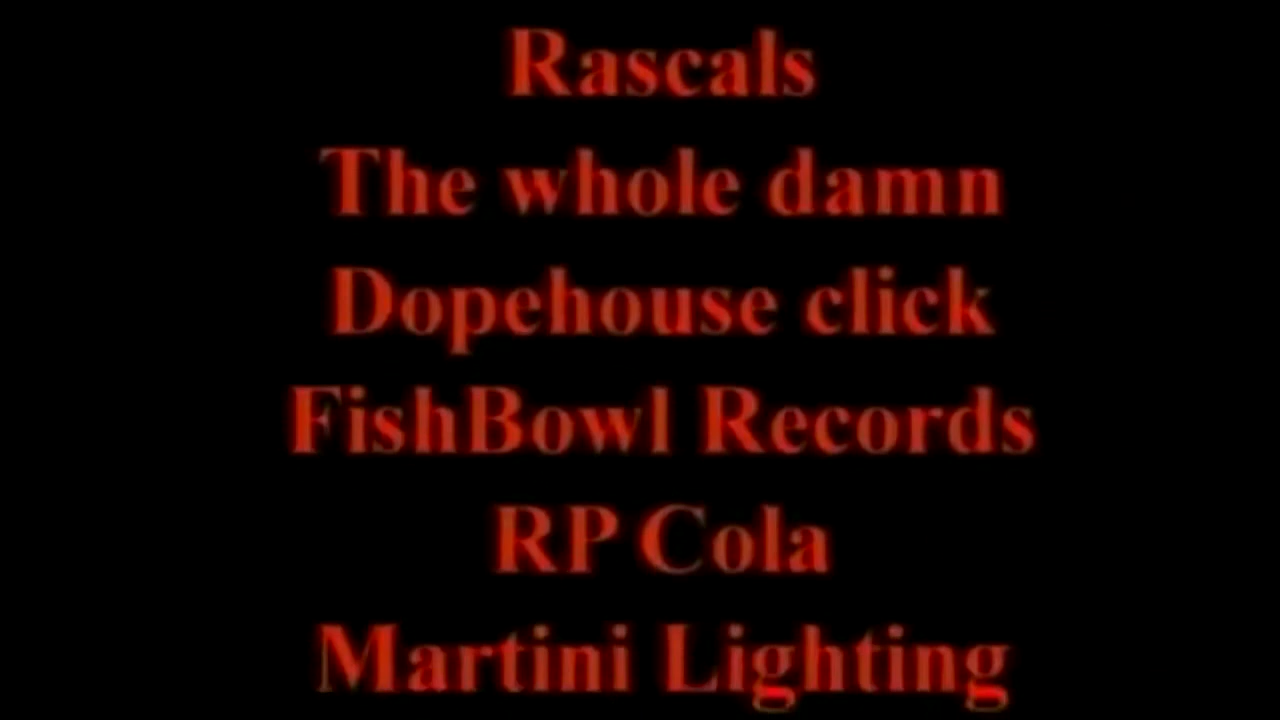 Rascals
The whole damn
Dopehouse click
FishBowl Records
RP Cola
Martini Lighting